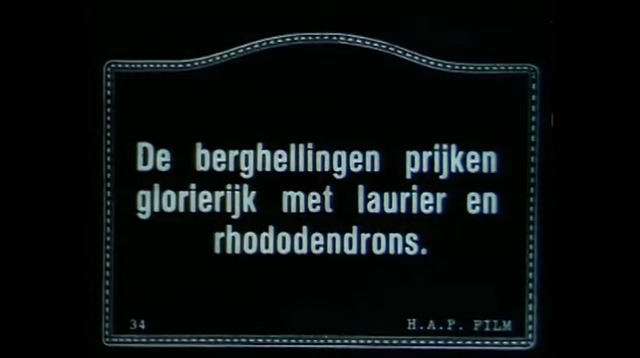 De berghellingen prijken
glorierijk met laurier en
rhododendrons.
34 H.A.P. FILM